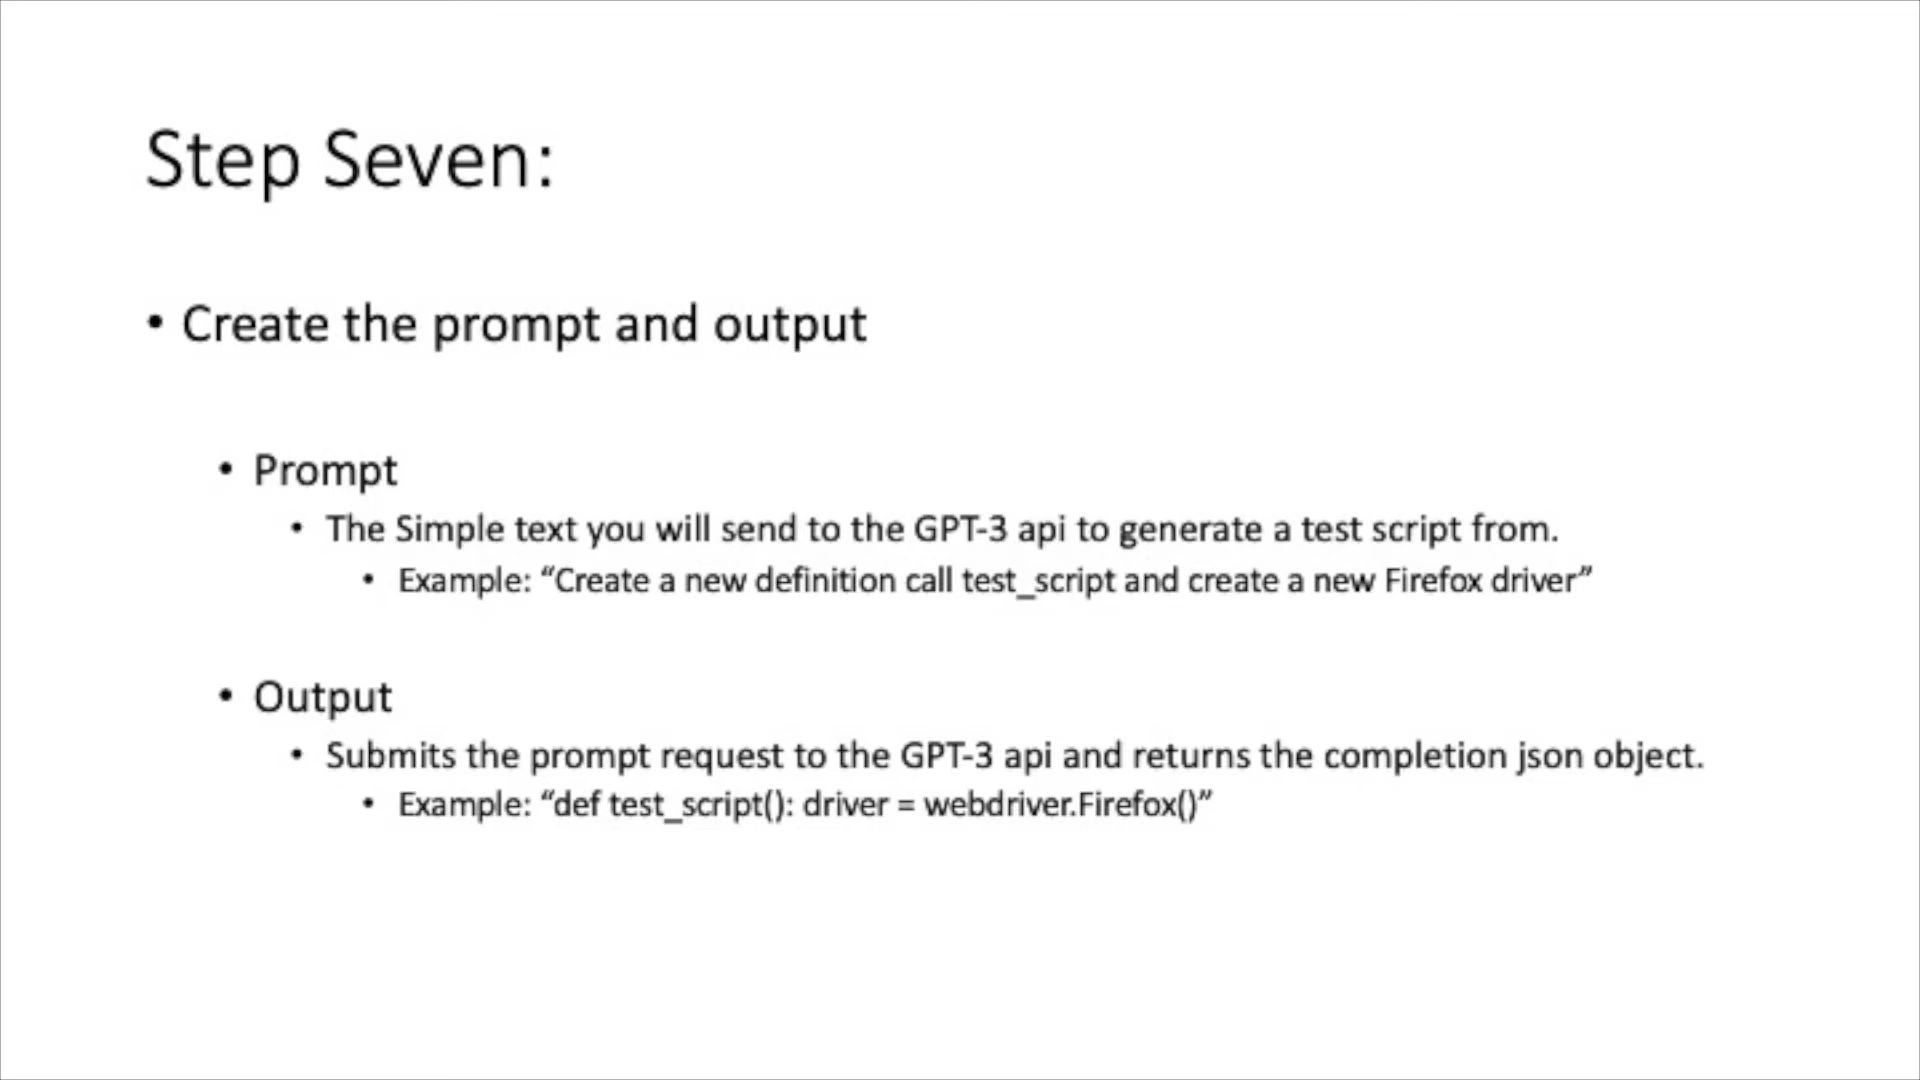 Step Seven:
• Create the prompt and output
• Prompt
• The Simple text you will send to the GPT-3 api to generate a test script from.
• Example: “Create a new definition call test_script and create a new Firefox driver”
• Output
• Submits the prompt request to the GPT-3 api and returns the completion json object.
• Example: “def test_script(): driver = webdriver.Firefox()”